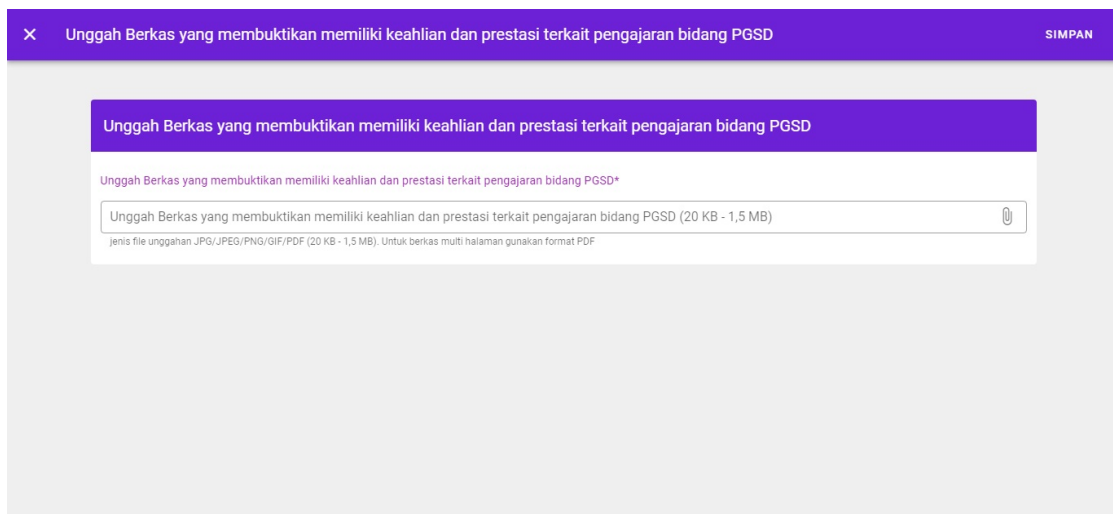 Unggah Berkas yang membuktikan memiliki keahlian dan prestasi terkait pengajaran bidang PGSD
SIMPAN
Unggah Berkas yang membuktikan memiliki keahlian dan prestasi terkait pengajaran bidang PGSD
Unggah Berkas yang membuktikan memiliki keahlian dan prestasi terkait pengajaran bidang PGSD*
Unggah Berkas yang membuktikan memiliki keahlian dan prestasi terkait pengajaran bidang PGSD (20 KB - 1,5 MB)
jenis file unggahan JPG/JPEG/PNG/GIF/PDF (20 KB - 1,5 MB). Untuk berkas multi halaman gunakan format PDF